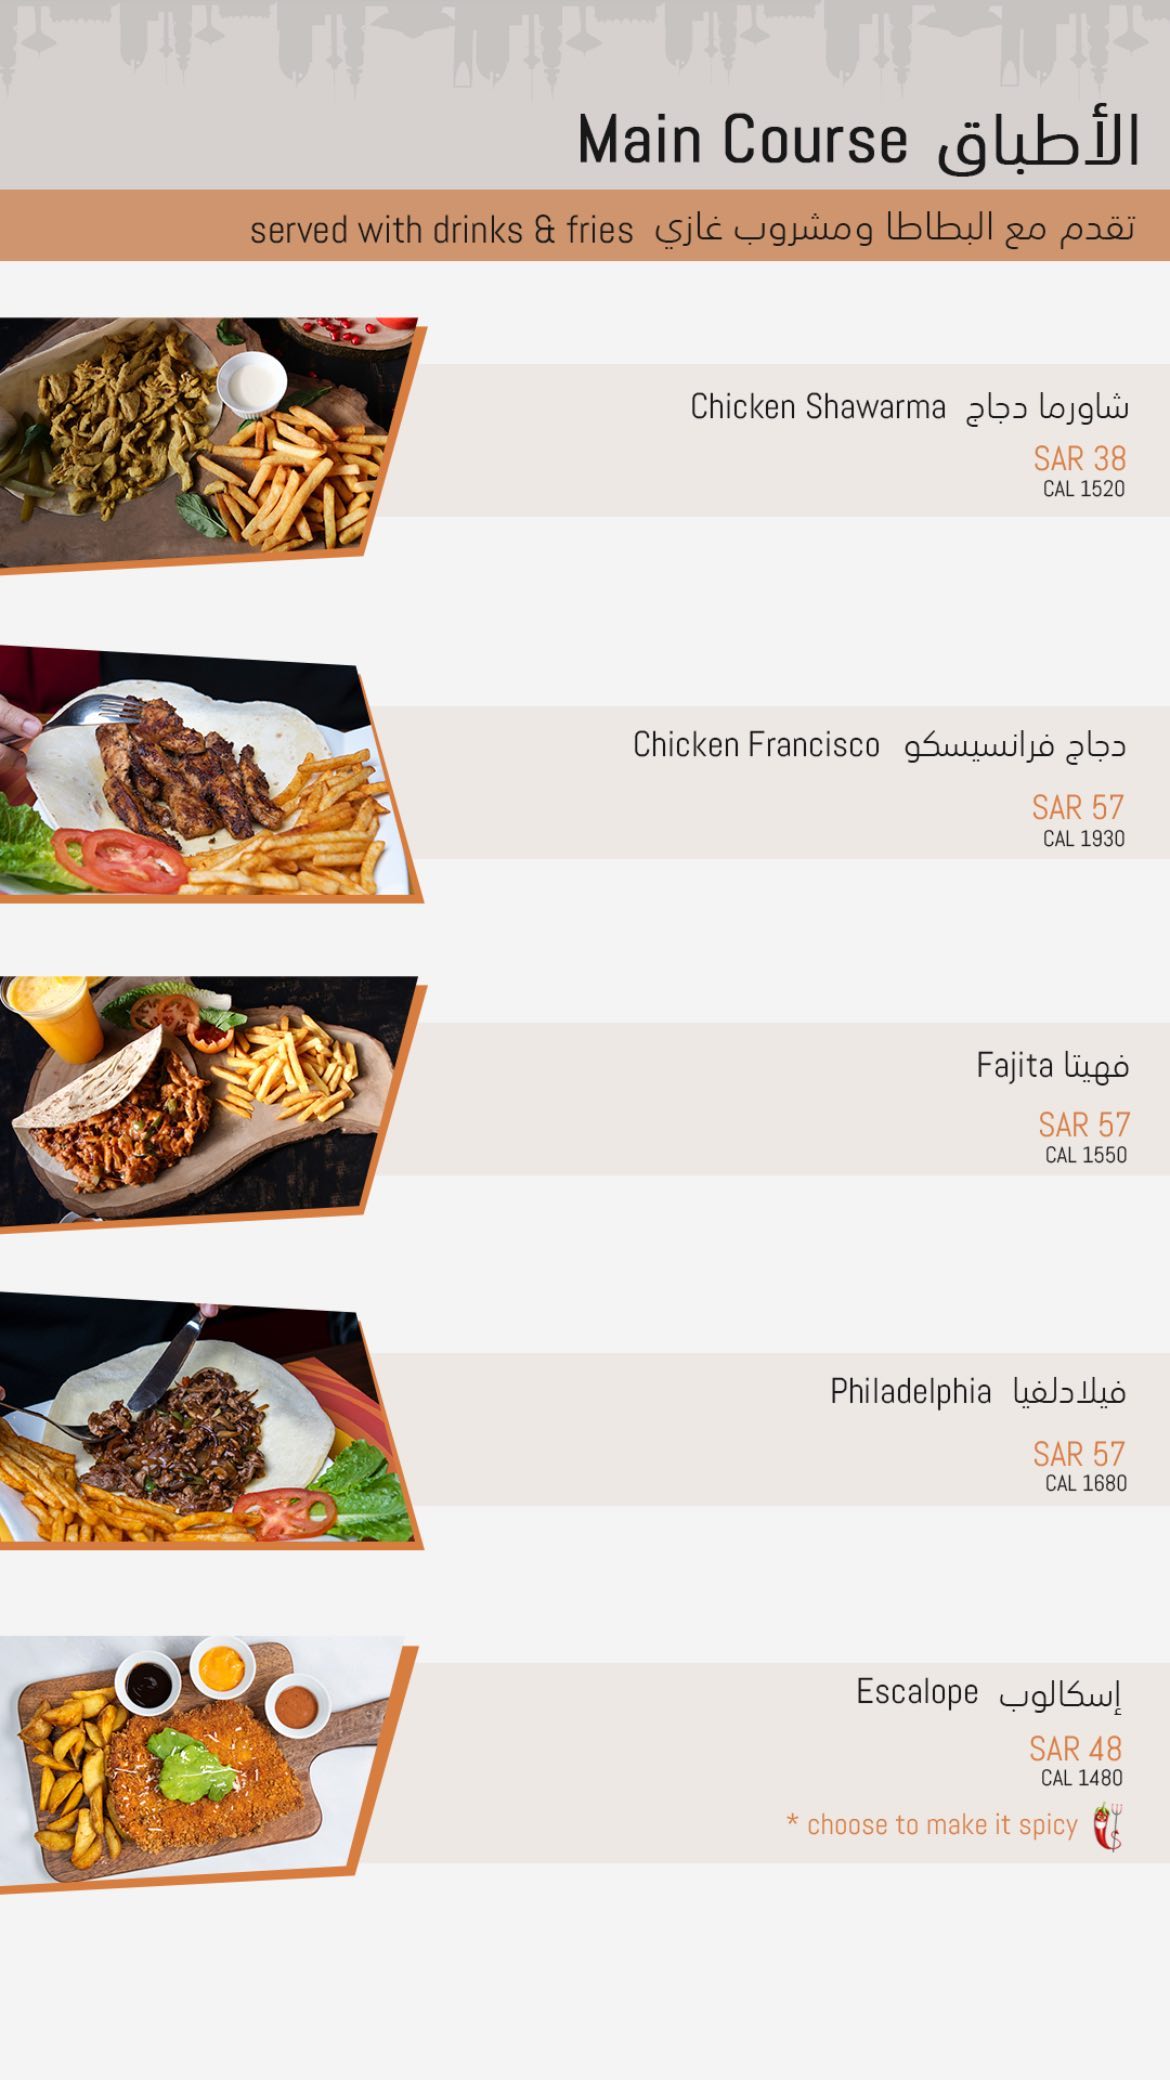 Main Course الأطباق
served with drinks & fries تقدم مع البطاطا ومشروب غازي
Chicken Shawarma شاورما دجاج
SAR 38
CAL 1520
Chicken Francisco دجاج فرانسيسكو
SAR 57
CAL 1930
Fajita فهيتا
SAR 57
CAL 1550
Philadelphia فيلادلفيا
SAR 57
CAL 1680
Escalope إسكالوب
SAR 48
CAL 1480
* choose to make it spicy